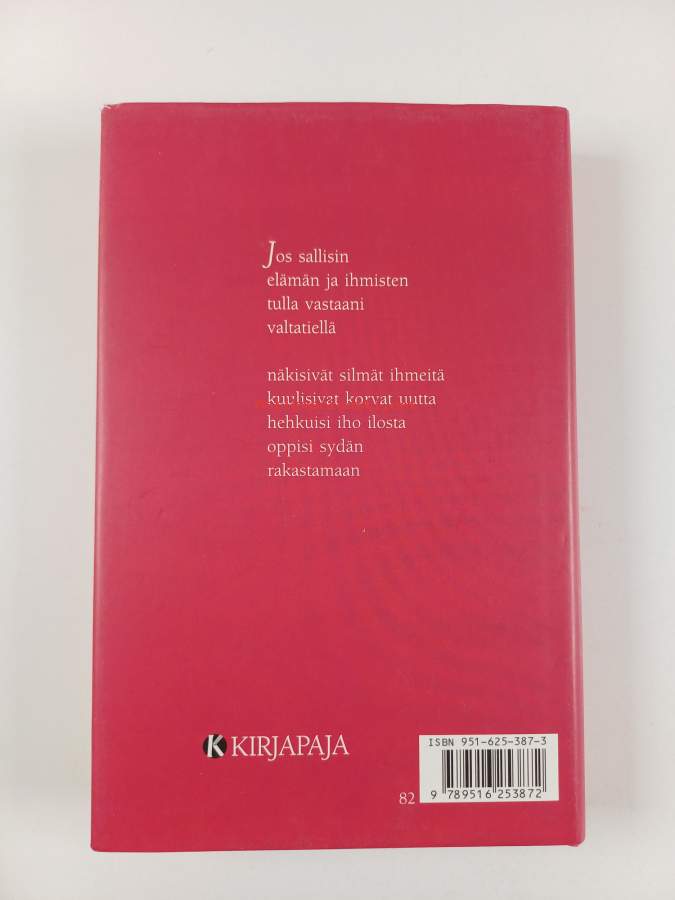 Jos sallisin
elämän ja ihmisten
tulla vastaani
valtatiellä
näkisivät silmät ihmeitä
kuulisivat korvat uutta
hehkuisi iho ilosta
oppisi sydän
rakastamaan
K KIRJAPAJA
ISBN 951-625-387-3
82
9 789516 253872